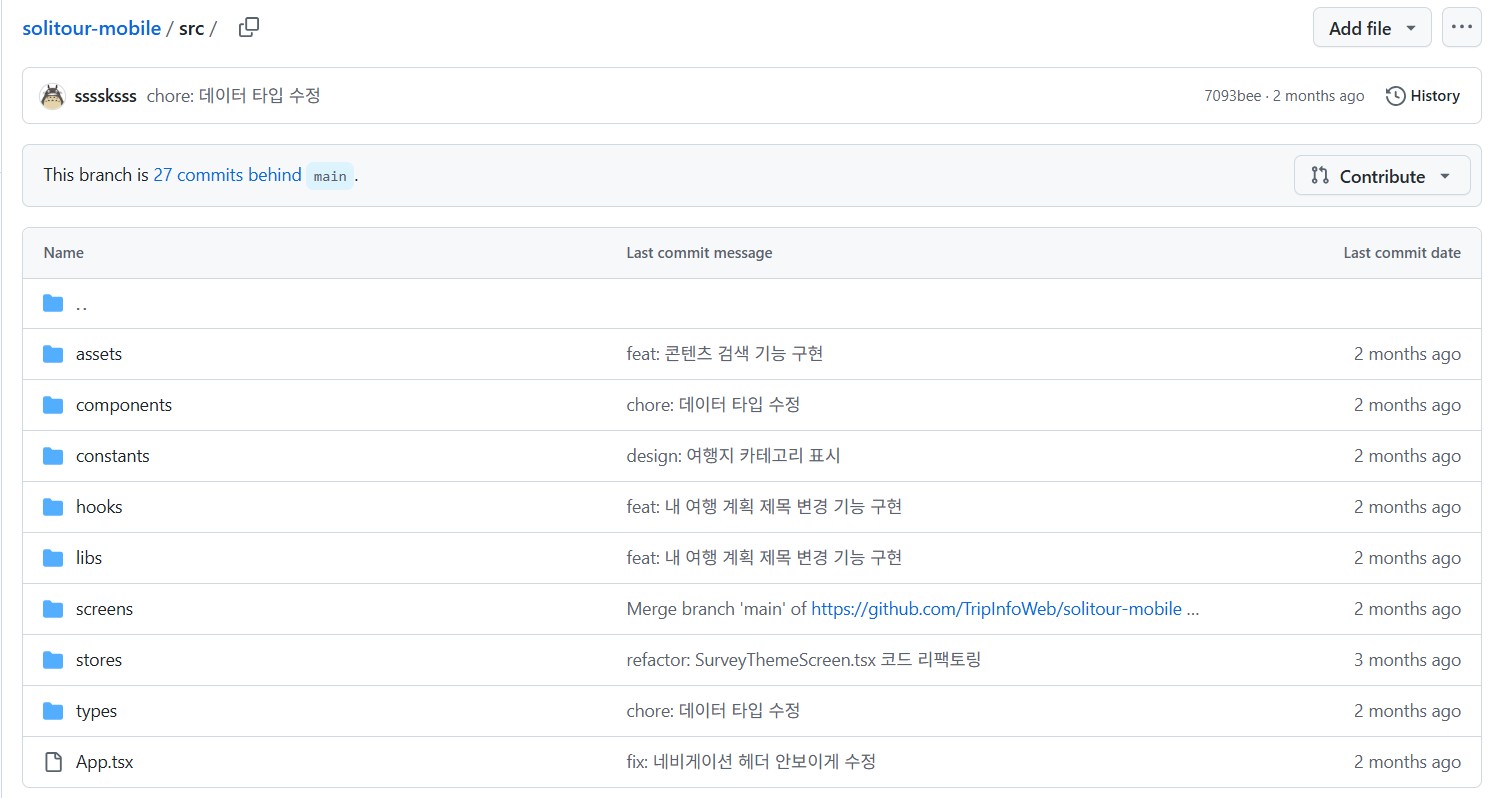 solitour-mobile / src /
Add file
ssssksss chore: 데이터 타입 수정
7093bee · 2 months ago History
This branch is 27 commits behind main .
Contribute
Name Last commit message Last commit date
..
assets feat: 콘텐츠 검색 기능 구현 2 months ago
components chore: 데이터 타입 수정 2 months ago
constants design: 여행지 카테고리 표시 2 months ago
hooks feat: 내 여행 계획 제목 변경 기능 구현 2 months ago
libs feat: 내 여행 계획 제목 변경 기능 구현 2 months ago
screens Merge branch 'main' of https://github.com/TripInfoWeb/solitour-mobile ... 2 months ago
stores refactor: SurveyThemeScreen.tsx 코드 리팩토링 3 months ago
types chore: 데이터 타입 수정 2 months ago
App.tsx fix: 네비게이션 헤더 안보이게 수정 2 months ago